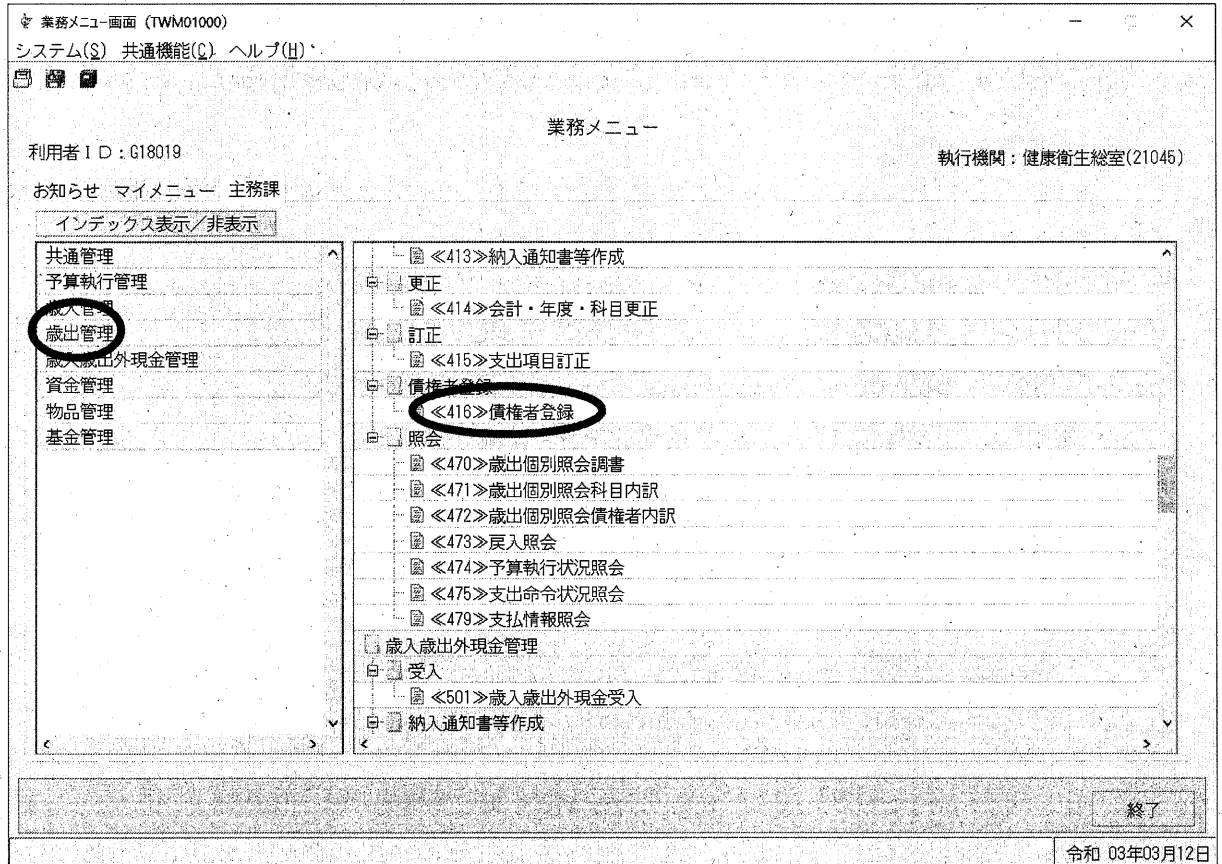 業務メニュー画面 (TWM01000)
システム(S) 共通機能(C) ヘルプ(H)
業務メニュー
利用者ID:G18019
執行機関:健康衛生総室(21045)
お知らせ マイメニュー 主務課
インデックス表示/非表示
共通管理
予算執行管理
歳入管理
歳出管理
歳入歳出外現金管理
資金管理
物品管理
基金管理
≪413≫納入通知書等作成
更正
≪414≫会計・年度・科目更正
訂正
≪415≫支出項目訂正
債権者登録
≪416≫債権者登録
照会
≪470≫歳出個別照会調書
≪471≫歳出個別照会科目内訳
≪472≫歳出個別照会債権者内訳
≪473≫戻入照会
≪474≫予算執行状況照会
≪475≫支出命令状況照会
≪479≫支払情報照会
歳入歳出外現金管理
受入
≪501≫歳入歳出外現金受入
納入通知書等作成
終了
令和 03年03月12日